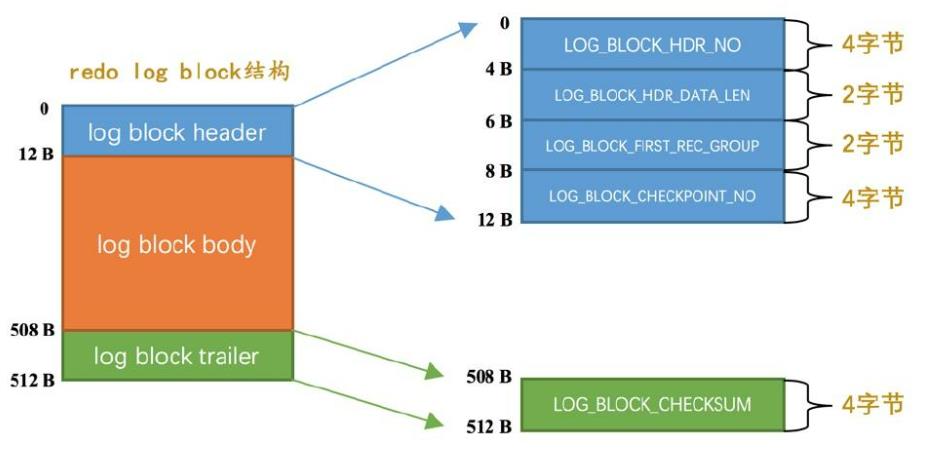 redo log block结构
0
log block header
12 B
log block body
508 B
log block trailer
512 B
0
LOG_BLOCK_HDR_NO
4字节
4 B
LOG_BLOCK_HDR_DATA_LEN
2字节
6 B
LOG_BLOCK_FIRST_REC_GROUP
2字节
8 B
LOG_BLOCK_CHECKPOINT_NO
4字节
12 B
508 B
LOG_BLOCK_CHECKSUM
4字节
512 B